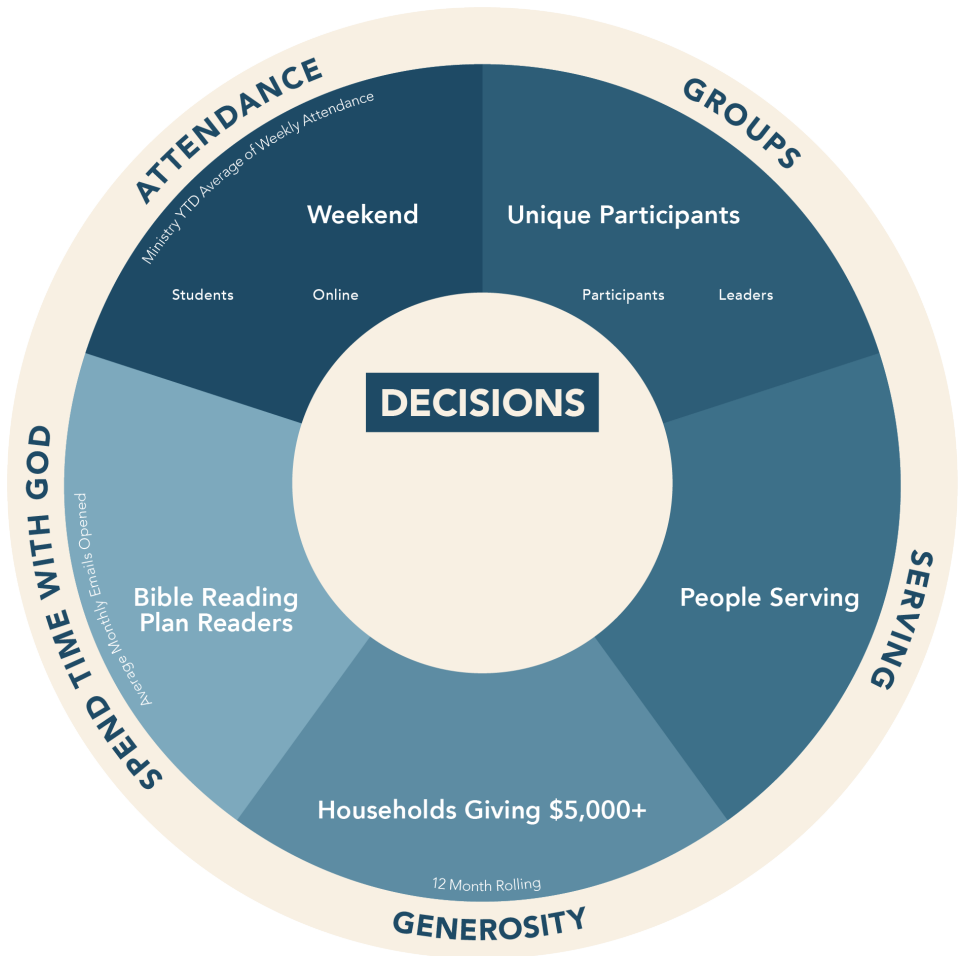 ATTENDANCE
Ministry YTD Average of Weekly Attendance
Weekend
Students
Online
GROUPS
Unique Participants
Participants
Leaders
DECISIONS
SERVING
People Serving
GENEROSITY
Households Giving $5,000+
12 Month Rolling
SPEND TIME WITH GOD
Average Monthly Emails Opened
Bible Reading
Plan Readers